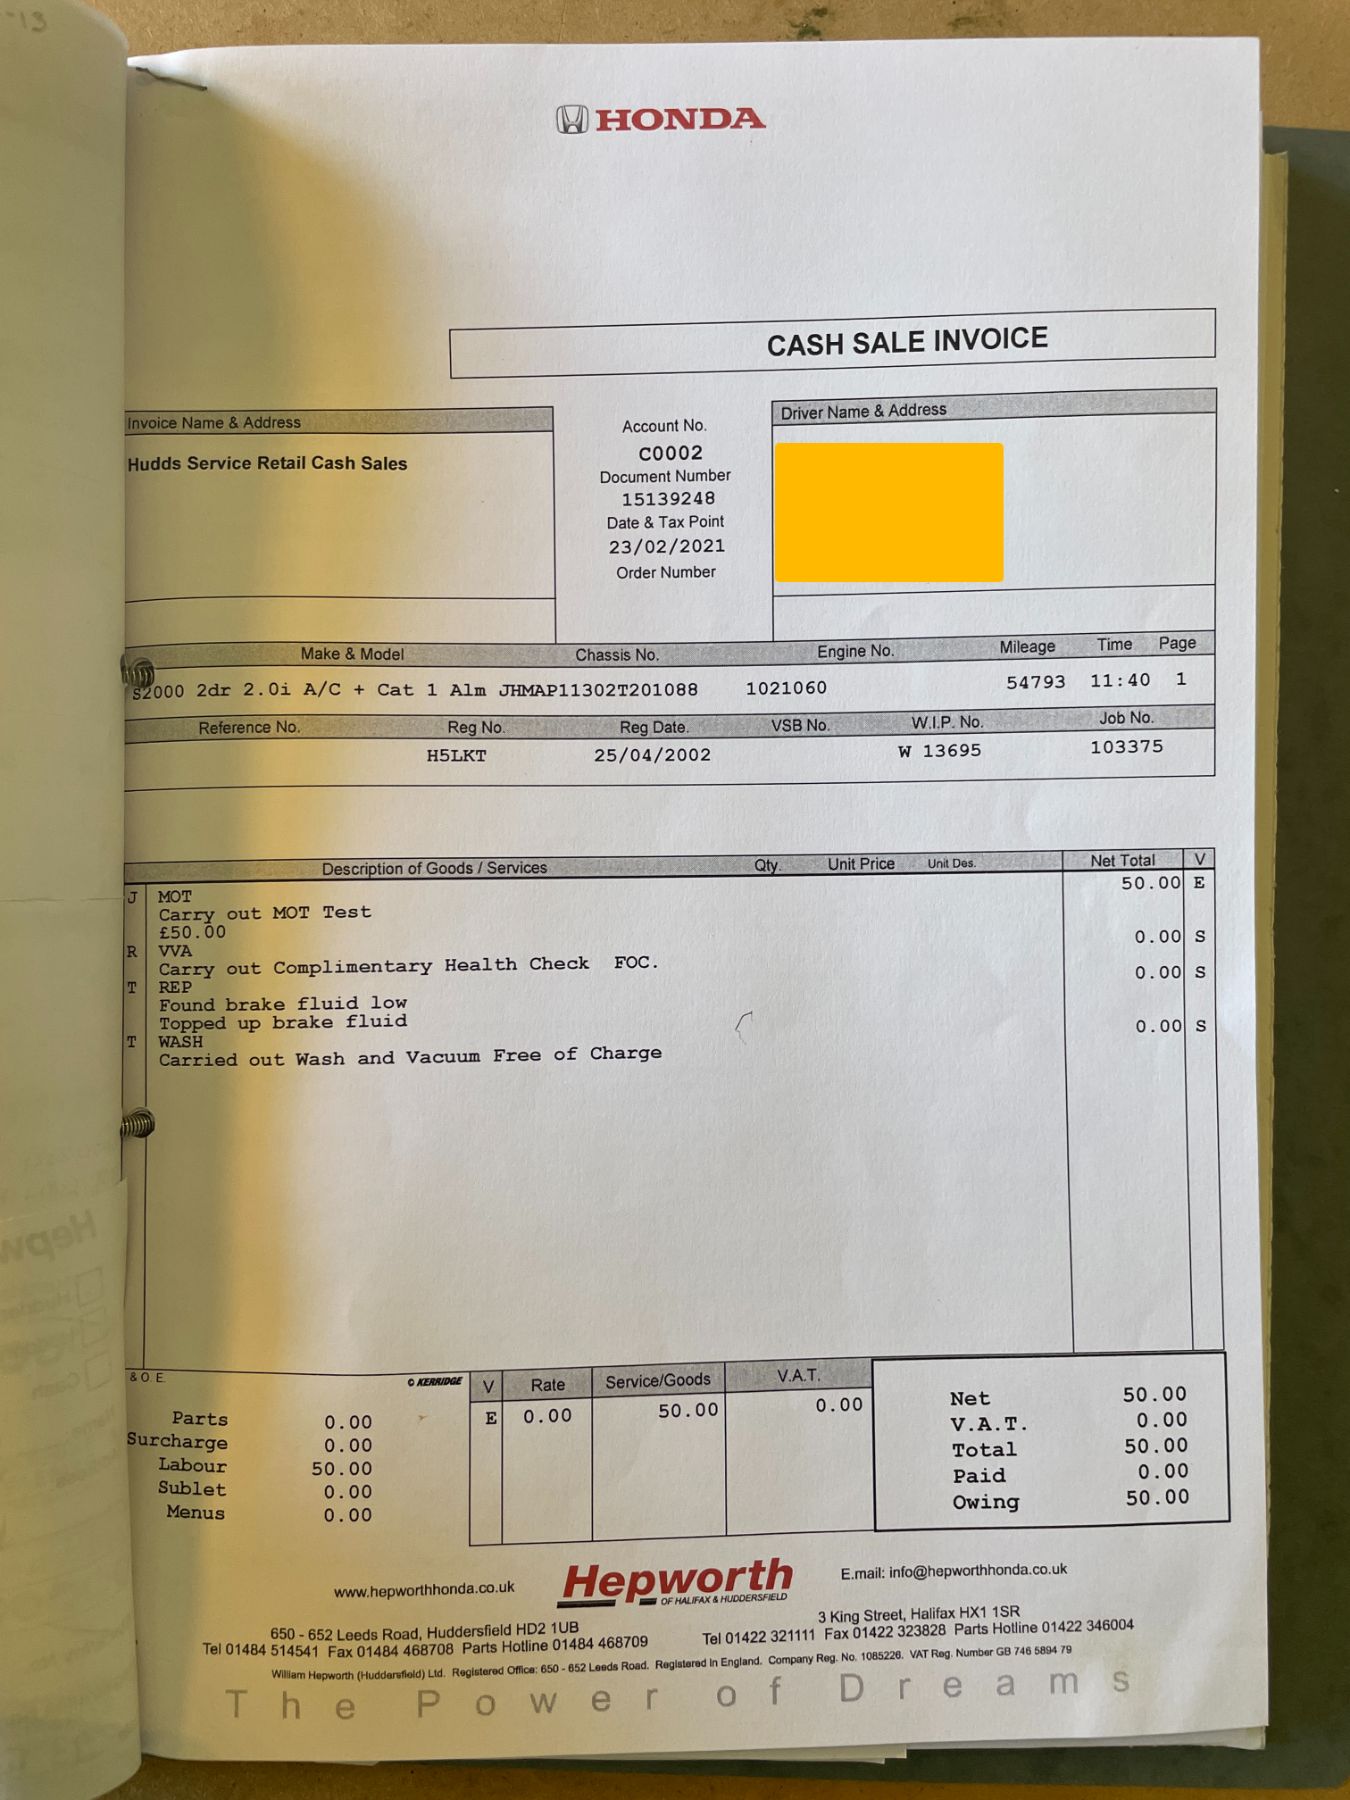 HONDA
CASH SALE INVOICE
Invoice Name & Address
Hudds Service Retail Cash Sales
Account No.
C0002
Document Number
15139248
Date & Tax Point
23/02/2021
Order Number
Driver Name & Address
Make & Model Chassis No. Engine No. Mileage Time Page
S2000 2dr 2.0i A/C + Cat 1 Alm JHMAP11302T201088 1021060 54793 11:40 1
Reference No. Reg No. Reg Date. VSB No. W.I.P. No. Job No.
H5LKT 25/04/2002 W 13695 103375
Description of Goods / Services Qty. Unit Price Unit Des. Net Total V
J MOT 50.00 E
Carry out MOT Test
£50.00
R VVA 0.00 S
Carry out Complimentary Health Check FOC.
T REP 0.00 S
Found brake fluid low
Topped up brake fluid
T WASH 0.00 S
Carried out Wash and Vacuum Free of Charge
& O. E. © KERRIDGE
Parts 0.00
Surcharge 0.00
Labour 50.00
Sublet 0.00
Menus 0.00
V Rate Service/Goods V.A.T.
E 0.00 50.00 0.00
Net 50.00
V.A.T. 0.00
Total 50.00
Paid 0.00
Owing 50.00
www.hepworthhonda.co.uk
Hepworth
OF HALIFAX & HUDDERSFIELD
E.mail: info@hepworthhonda.co.uk
650 - 652 Leeds Road, Huddersfield HD2 1UB
Tel 01484 514541 Fax 01484 468708 Parts Hotline 01484 468709
3 King Street, Halifax HX1 1SR
Tel 01422 321111 Fax 01422 323828 Parts Hotline 01422 346004
William Hepworth (Huddersfield) Ltd. Registered Office: 650 - 652 Leeds Road. Registered In England. Company Reg. No. 1085226. VAT Reg. Number GB 746 5894 79
The Power of Dreams